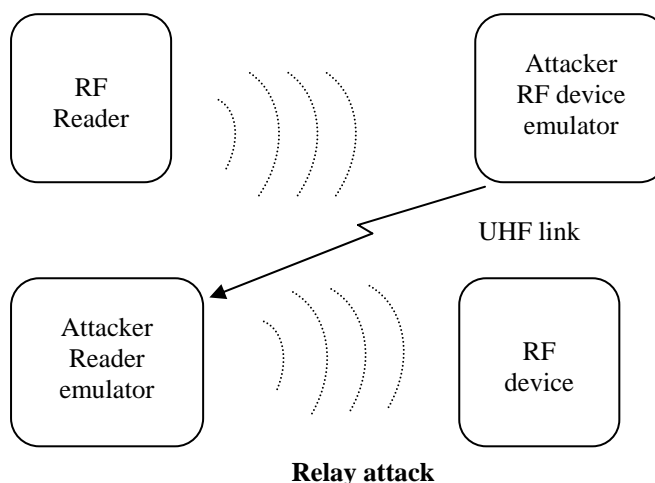 RF
Reader
Attacker
RF device
emulator
UHF link
Attacker
Reader
emulator
RF
device
Relay attack